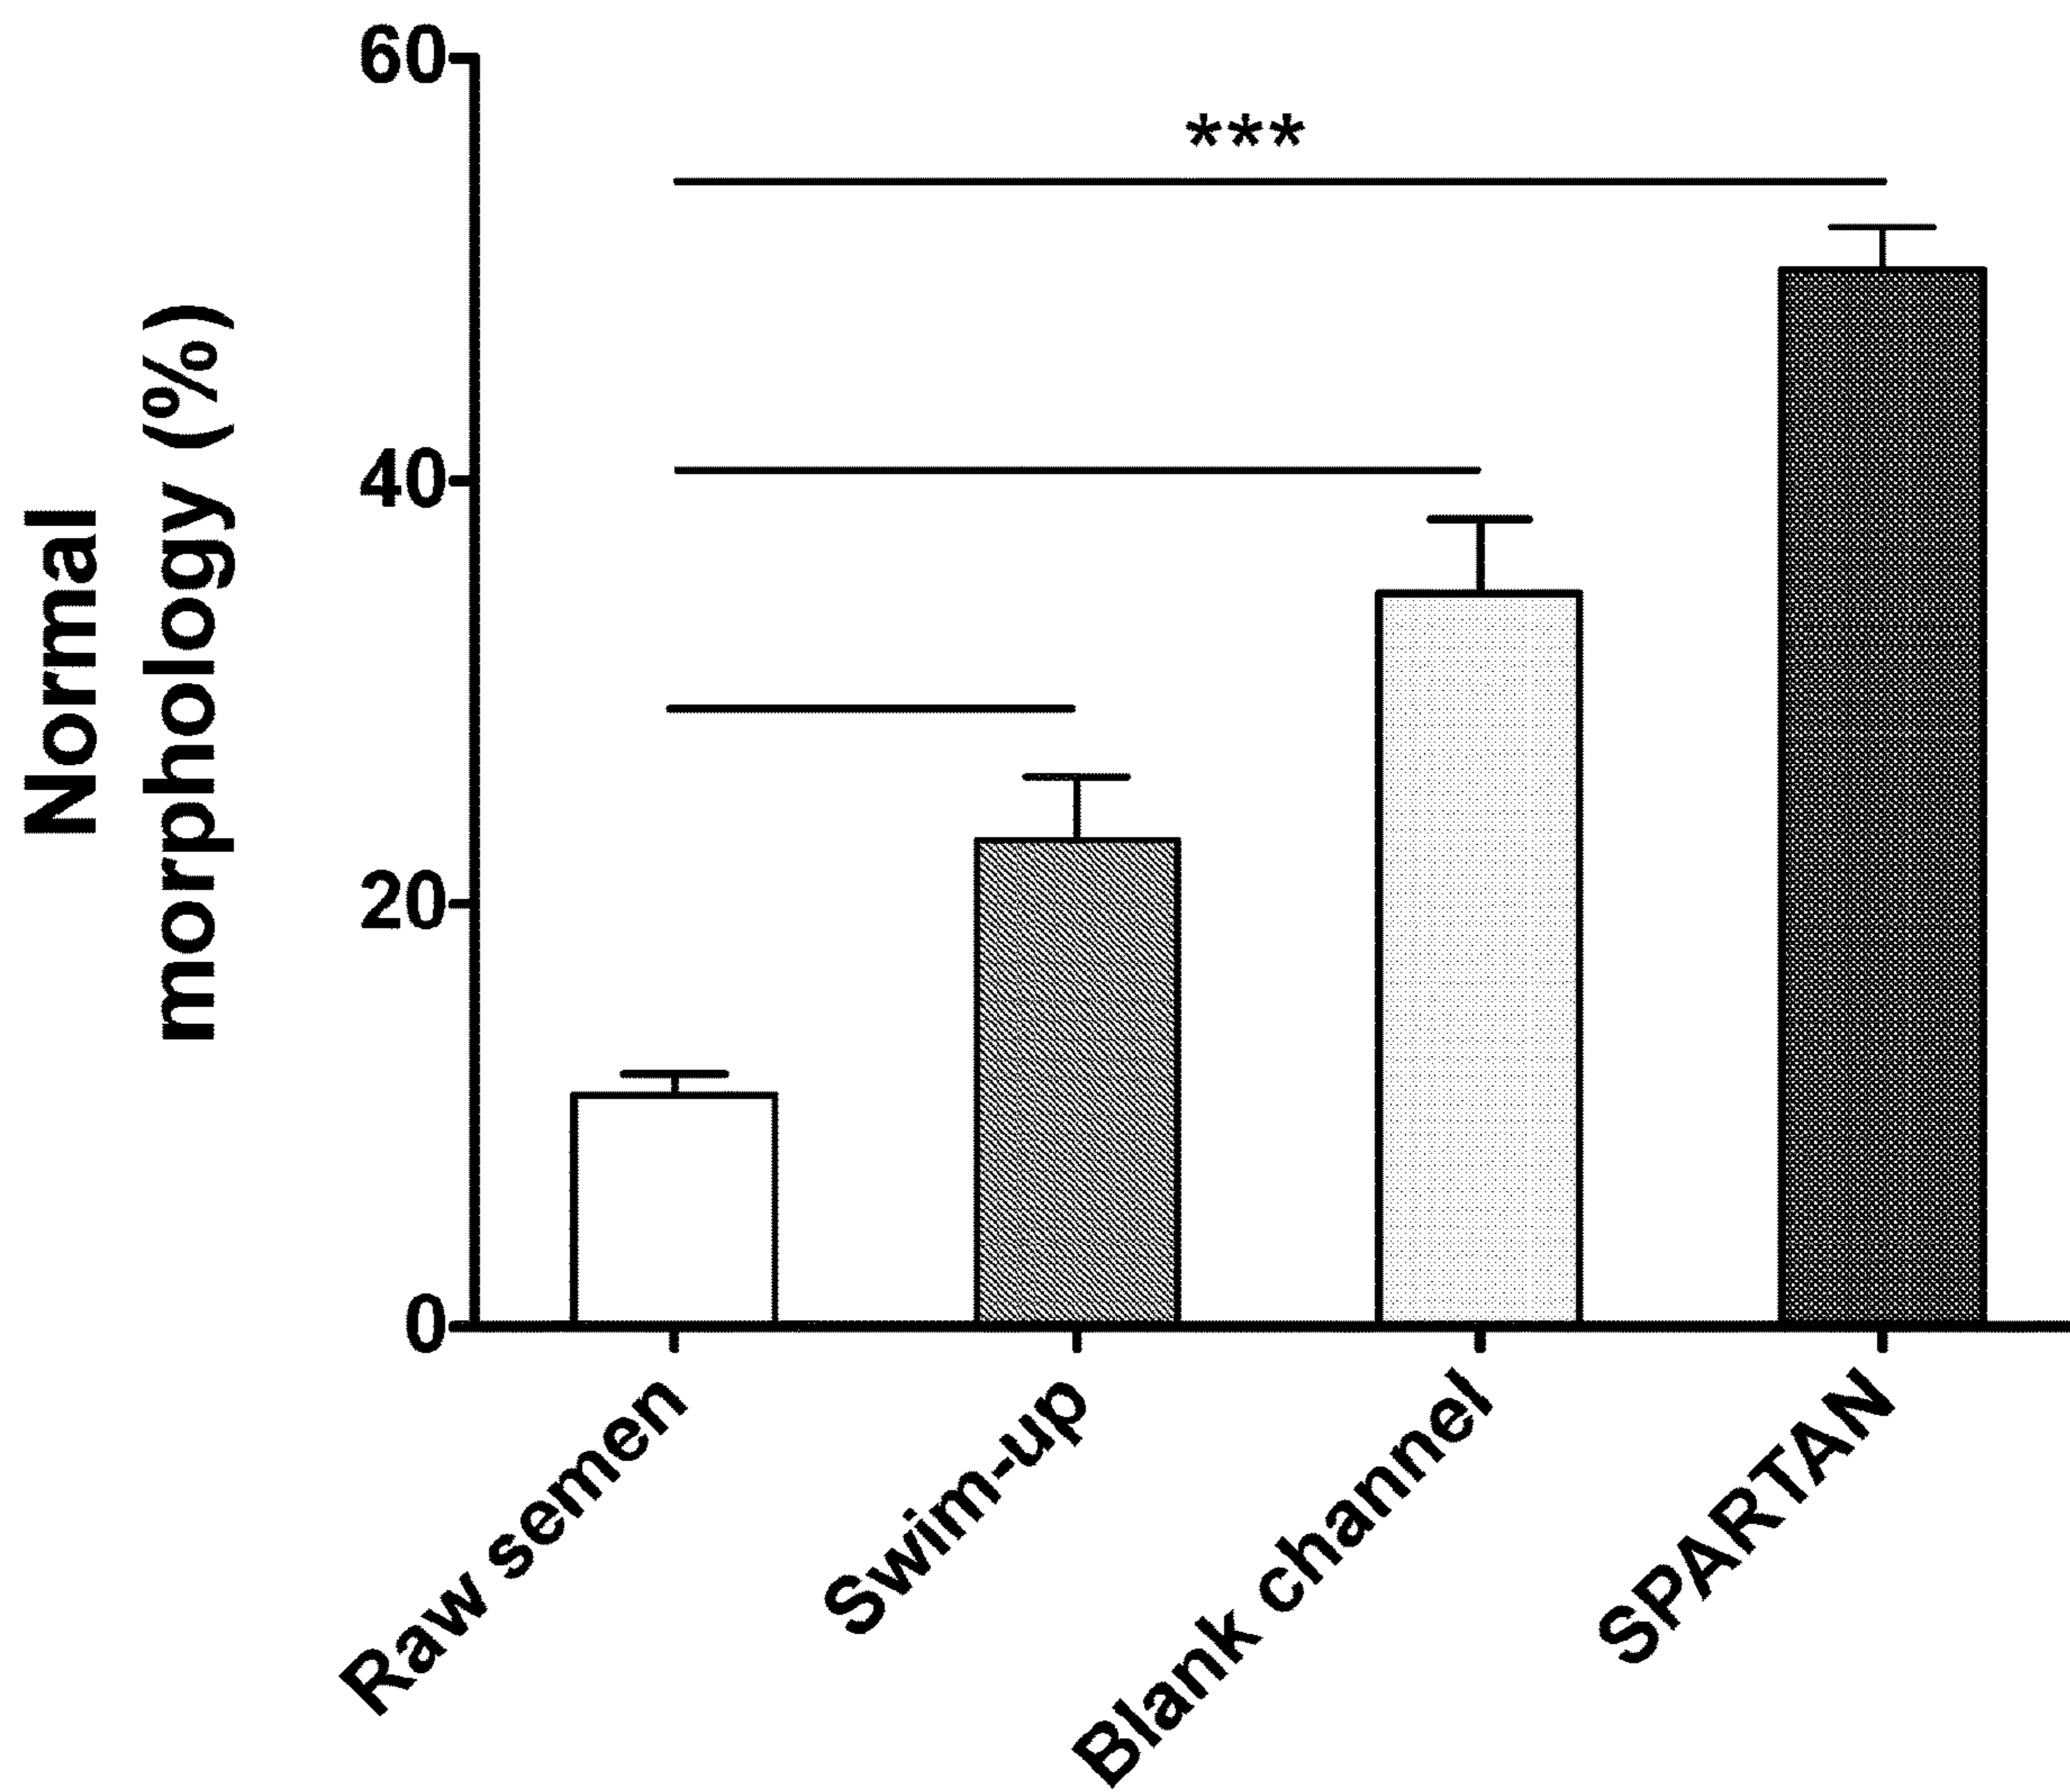 Normal
morphology (%)
60
40
20
0
***
Raw semen
Swim-up
Blank channel
SPARTAN